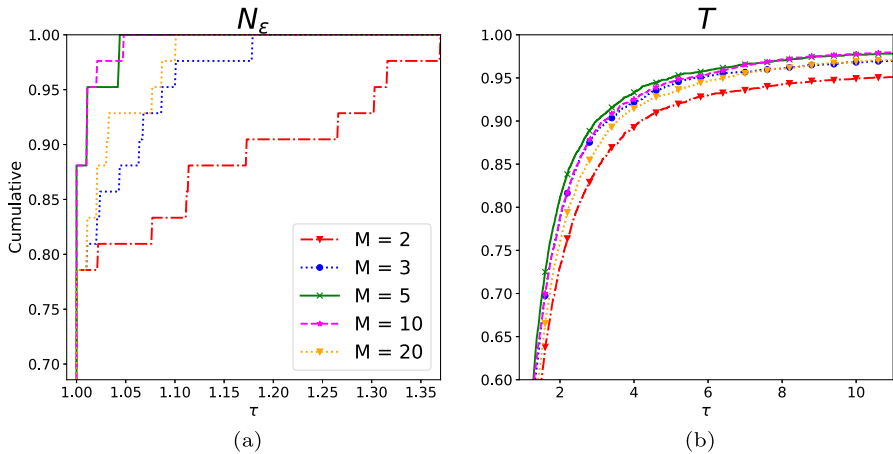 N_ε
Cumulative
1.00
0.95
0.90
0.85
0.80
0.75
0.70
1.00 1.05 1.10 1.15 1.20 1.25 1.30 1.35
τ
M = 2
M = 3
M = 5
M = 10
M = 20
(a)
T
1.00
0.95
0.90
0.85
0.80
0.75
0.70
0.65
0.60
2 4 6 8 10
τ
(b)